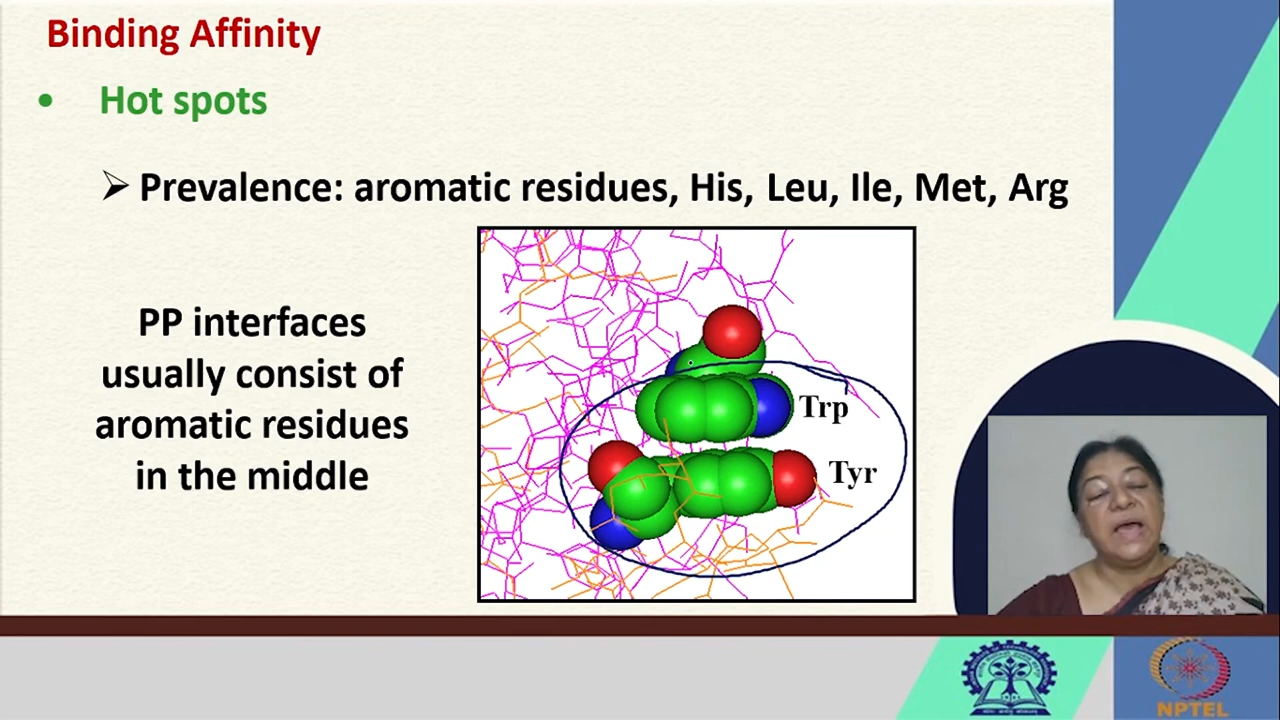 Binding Affinity
• Hot spots
➢ Prevalence: aromatic residues, His, Leu, Ile, Met, Arg
PP interfaces
usually consist of
aromatic residues
in the middle
Trp
Tyr
NPTEL